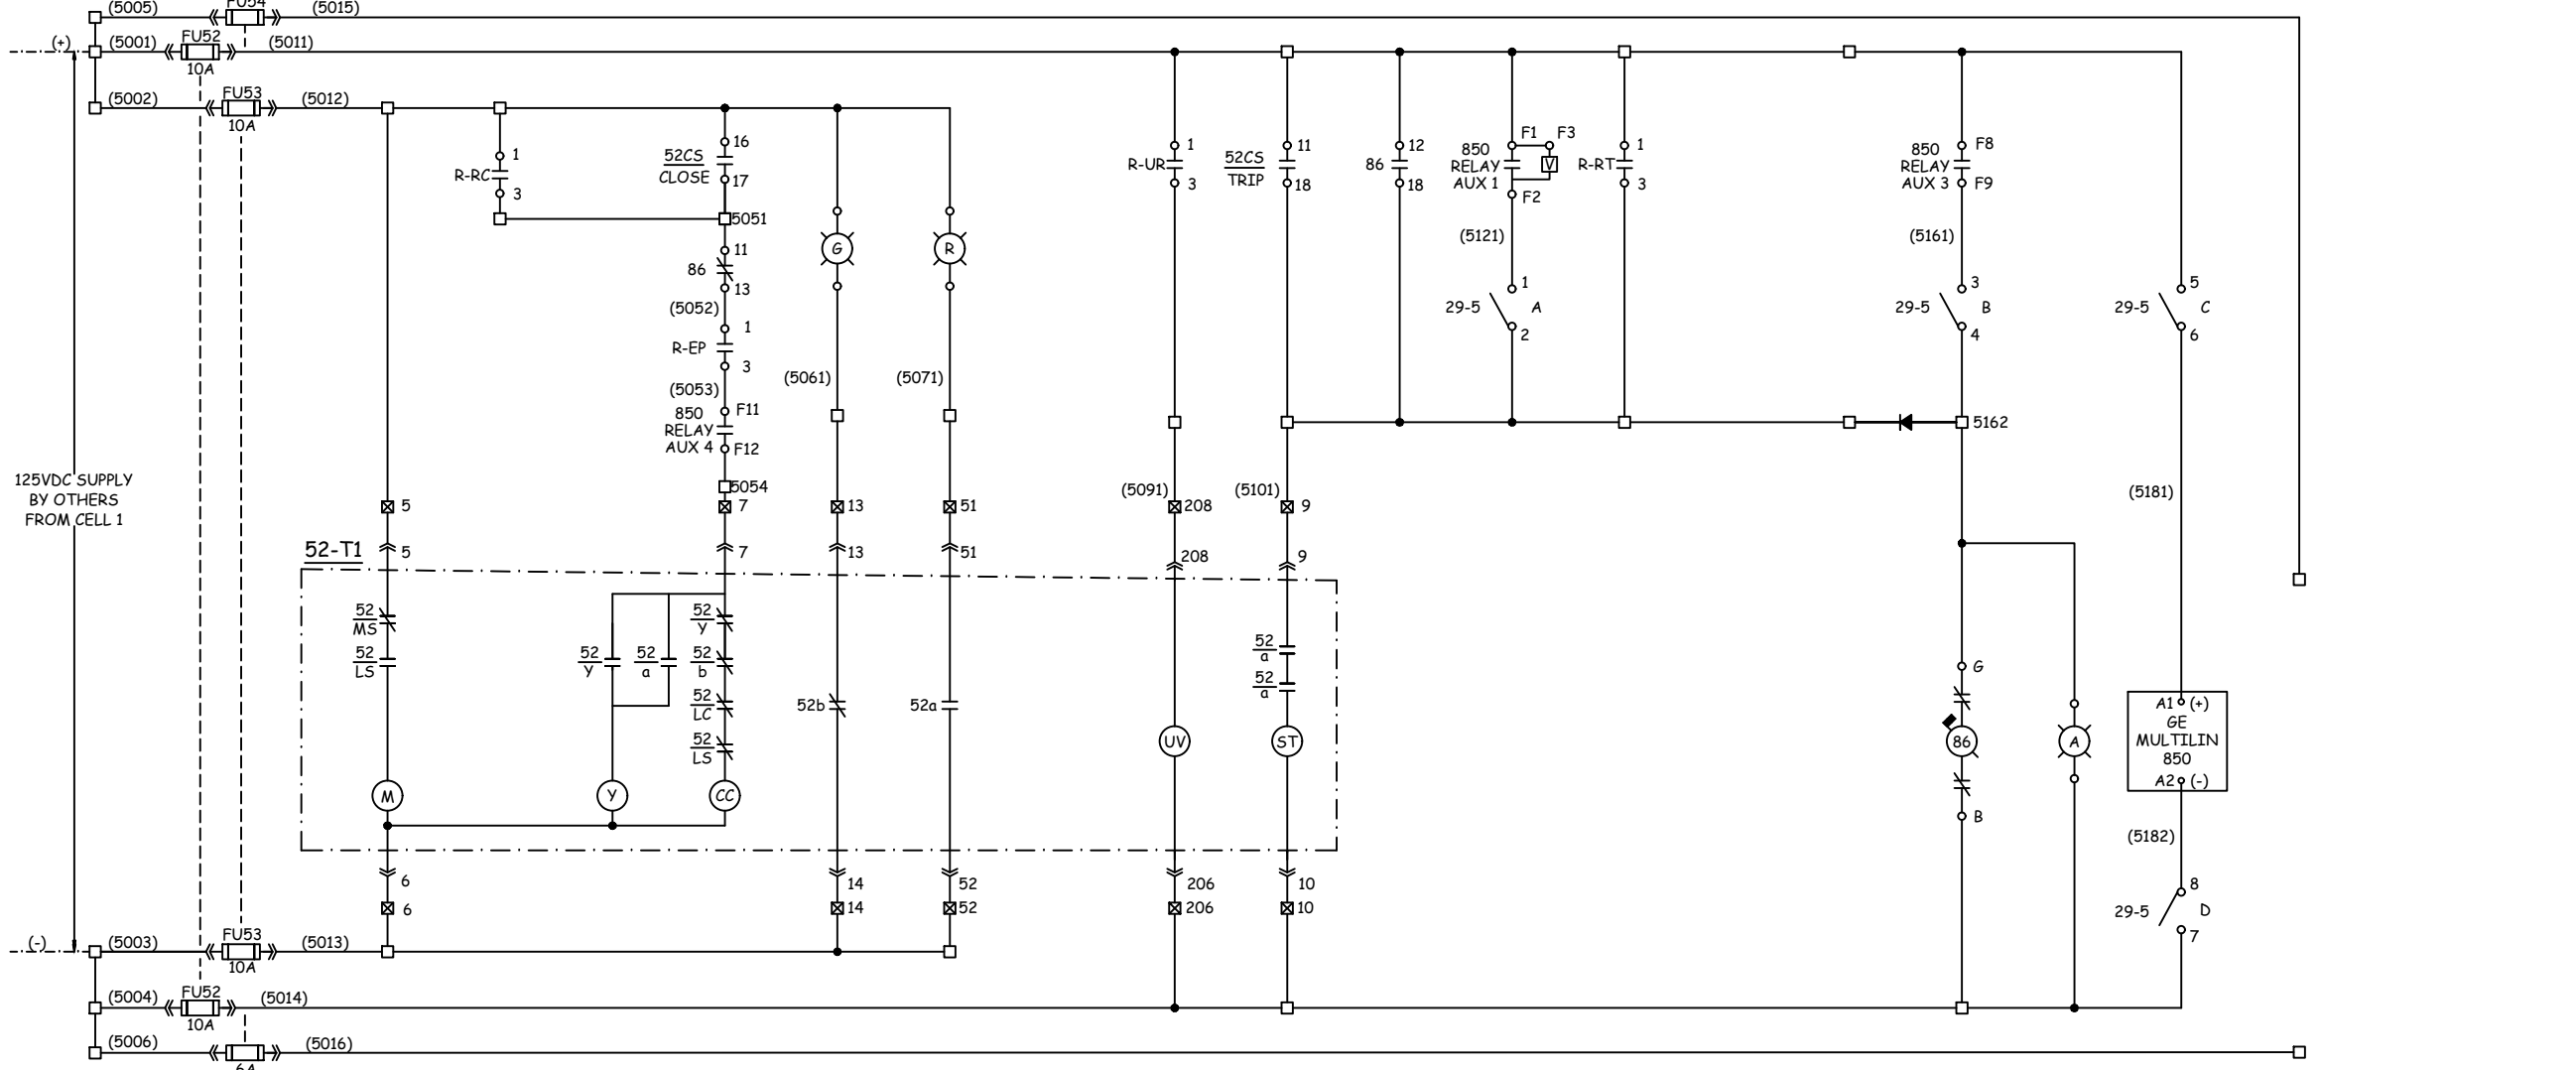 (5005) FU54 (5015)
(+) (5001) FU52 (5011)
10A
(5002) FU53 (5012)
10A
16
52CS
CLOSE
17
1
R-RC
3
5051
11
86
13
(5052)
1
R-EP
3
(5053)
850
RELAY
AUX 4
F11
F12
5054
G
R
(5061)
(5071)
1
R-UR
3
52CS
TRIP
11
18
12
86
18
F1 F3
850
RELAY
AUX 1
V
F2
(5121)
1
29-5 A
2
1
R-RT
3
850
RELAY
AUX 3
F8
F9
(5161)
3
29-5 B
4
5
29-5 C
6
5162
125VDC SUPPLY
BY OTHERS
FROM CELL 1
(5091)
(5101)
(5181)
5
7
13
51
208
9
52-T1
5
7
13
51
208
9
52
MS
52
LS
52
Y
52
a
52
Y
52
b
52
LC
52
LS
52b
52a
52
a
52
a
M
Y
CC
UV
ST
G
86
B
A
A1 (+)
GE
MULTILIN
850
A2 (-)
(5182)
8
29-5 D
7
6
14
52
206
10
6
14
52
206
10
(-) (5003) FU53 (5013)
10A
(5004) FU52 (5014)
10A
(5006) (5016)
6A